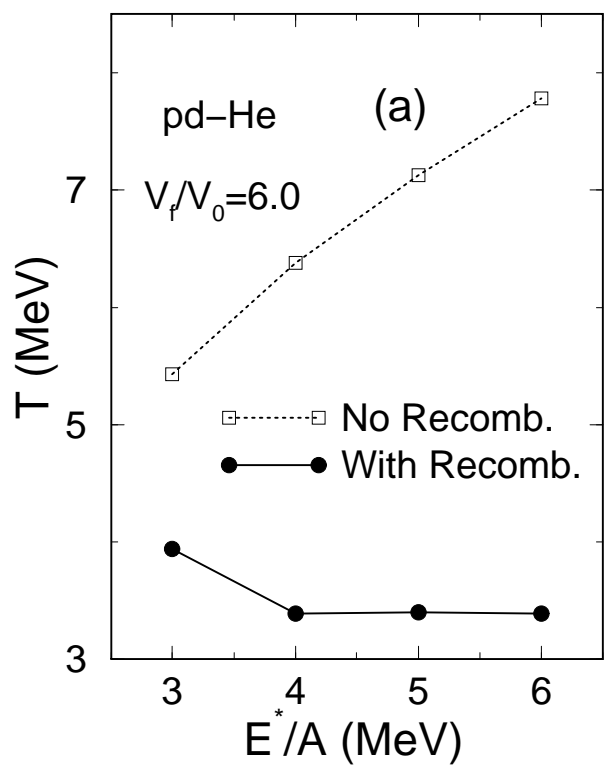 (a)
pd−He
V_f/V_0=6.0
7
5
3
T (MeV)
No Recomb.
With Recomb.
3 4 5 6
E^*/A (MeV)